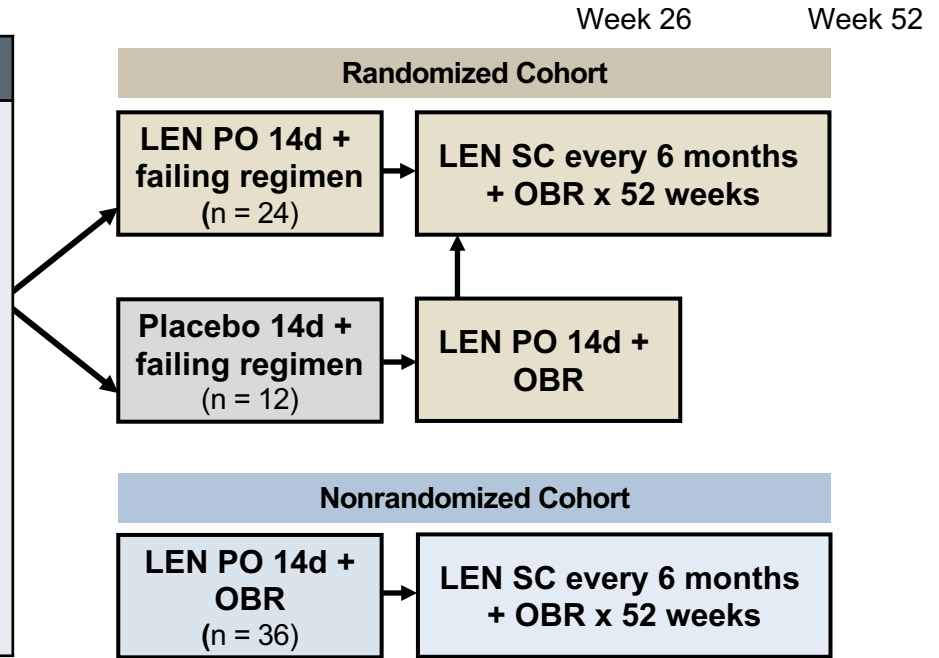 Week 26 Week 52
Randomized Cohort
LEN PO 14d +
failing regimen
(n = 24)
LEN SC every 6 months
+ OBR x 52 weeks
Placebo 14d +
failing regimen
(n = 12)
LEN PO 14d +
OBR
Nonrandomized Cohort
LEN PO 14d +
OBR
(n = 36)
LEN SC every 6 months
+ OBR x 52 weeks